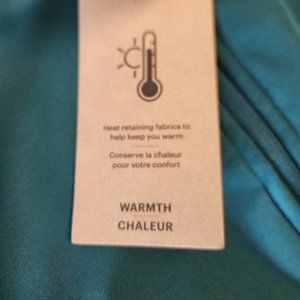 Heat retaining fabrics to
help keep you warm
Conserve la chaleur
pour votre confort
WARMTH
CHALEUR